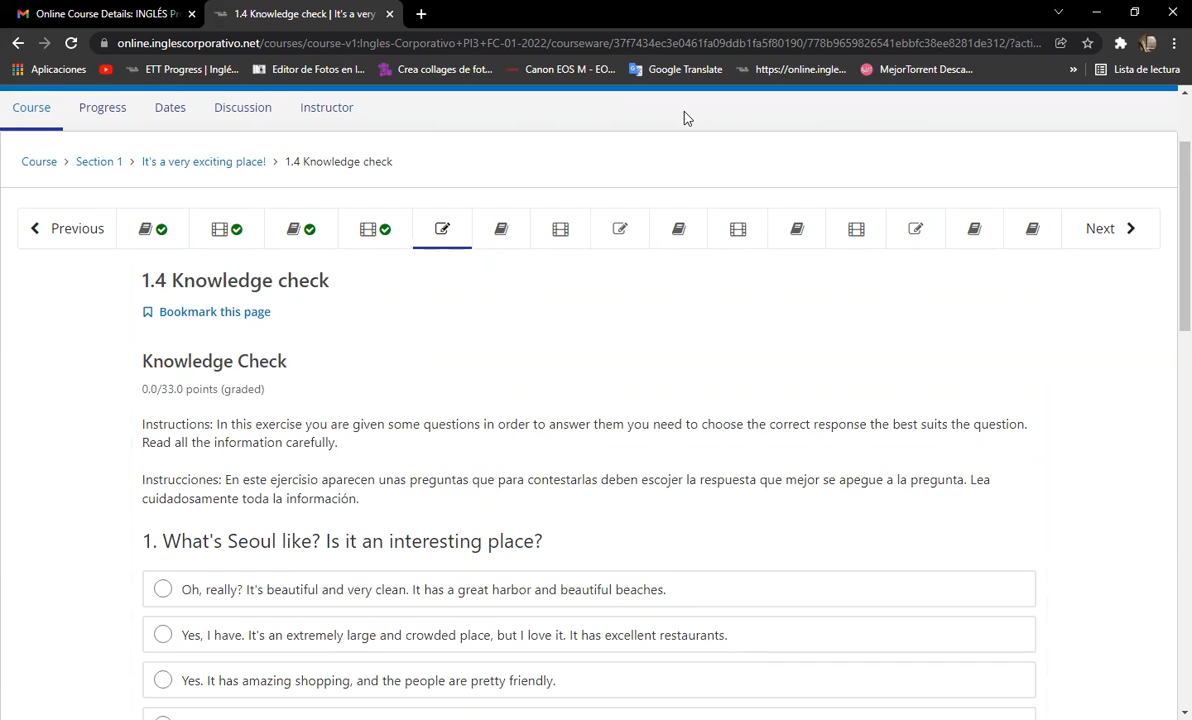 Online Course Details: INGLÉS Pr
1.4 Knowledge check | It's a very
online.inglescorporativo.net/courses/course-v1:Ingles-Corporativo+PI3+FC-01-2022/courseware/37f7434ec3e0461fa09ddb1fa5f80190/778b9659826541ebbfc38ee8281de312/?acti...
Aplicaciones
ETT Progress | Inglé...
Editor de Fotos en l...
Crea collages de fot...
Canon EOS M - EO...
Google Translate
https://online.ingle...
MejorTorrent Desca...
»
Lista de lectura
Course Progress Dates Discussion Instructor
Course > Section 1 > It's a very exciting place! > 1.4 Knowledge check
Previous
Next
1.4 Knowledge check
Bookmark this page
Knowledge Check
0.0/33.0 points (graded)
Instructions: In this exercise you are given some questions in order to answer them you need to choose the correct response the best suits the question.
Read all the information carefully.
Instrucciones: En este ejercisio aparecen unas preguntas que para contestarlas deben escojer la respuesta que mejor se apegue a la pregunta. Lea
cuidadosamente toda la información.
1. What's Seoul like? Is it an interesting place?
Oh, really? It's beautiful and very clean. It has a great harbor and beautiful beaches.
Yes, I have. It's an extremely large and crowded place, but I love it. It has excellent restaurants.
Yes. It has amazing shopping, and the people are pretty friendly.